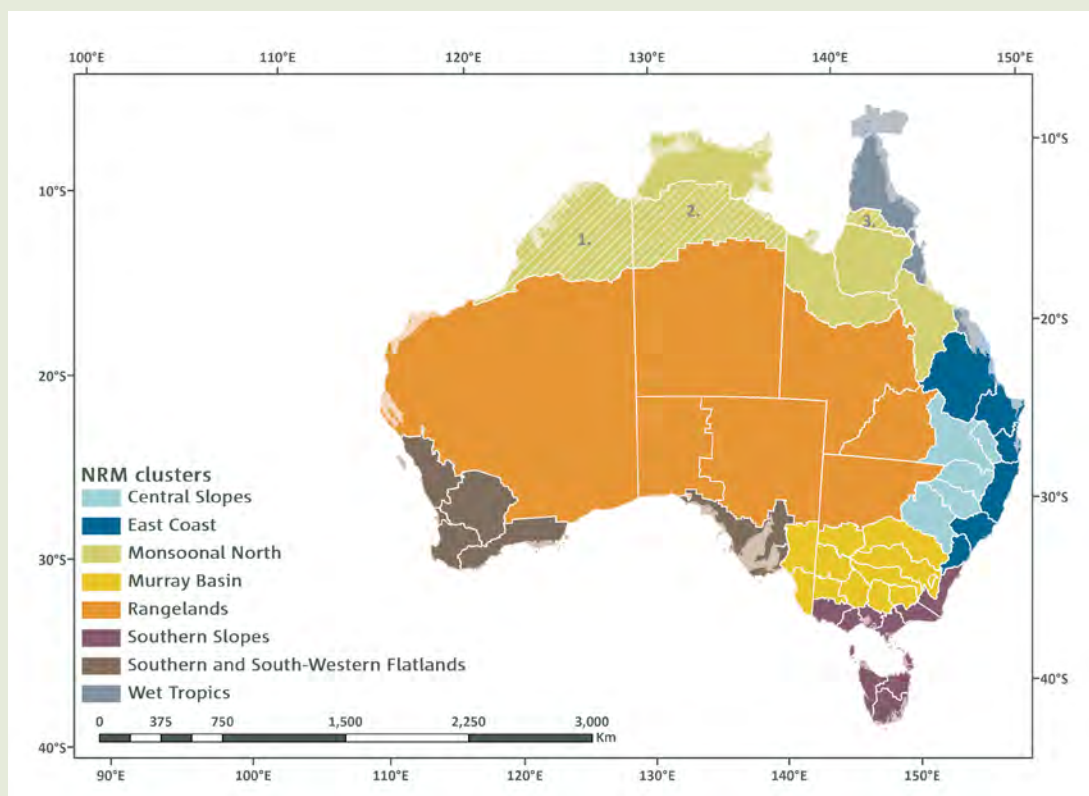 100°E 110°E 120°E 130°E 140°E 150°E
10°S
10°S
3.
2.
1.
20°S
20°S
NRM clusters
Central Slopes
30°S
East Coast
Monsoonal North
30°S
Murray Basin
Rangelands
Southern Slopes
Southern and South-Western Flatlands
40°S
Wet Tropics
0 375 750 1,500 2,250 3,000
Km
40°S
90°E 100°E 110°E 120°E 130°E 140°E 150°E